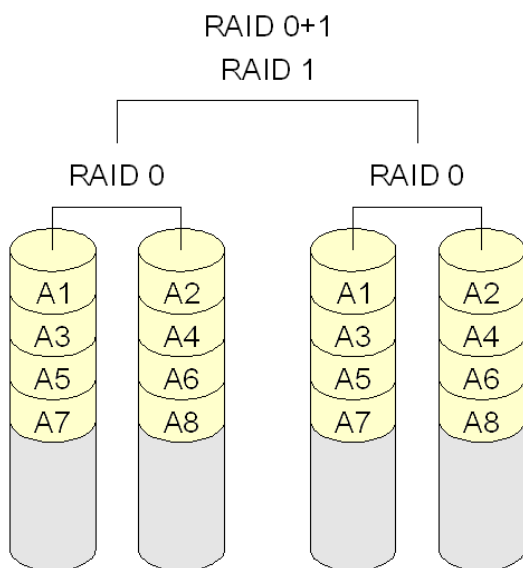 RAID 0+1
RAID 1
RAID 0 RAID 0
A1 A2 A1 A2
A3 A4 A3 A4
A5 A6 A5 A6
A7 A8 A7 A8